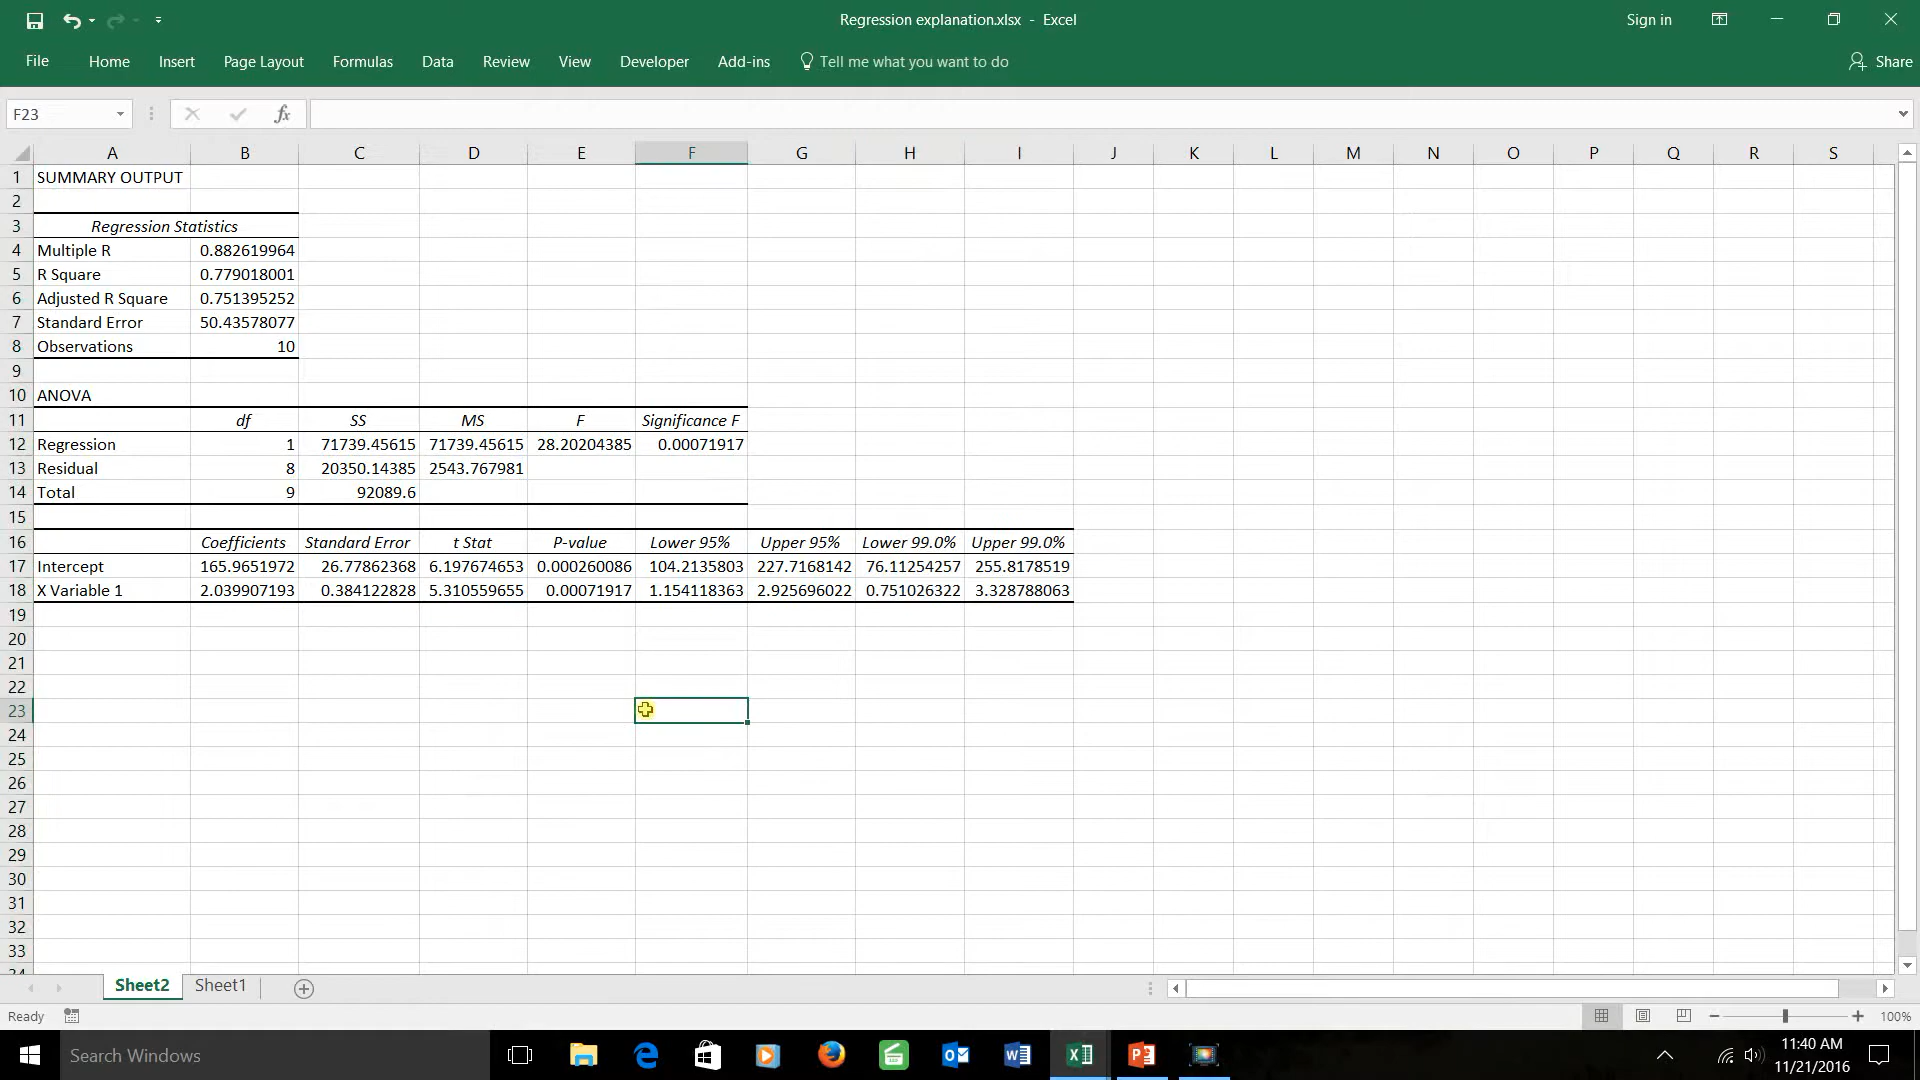 Regression explanation.xlsx - Excel
Sign in
File Home Insert Page Layout Formulas Data Review View Developer Add-ins Tell me what you want to do Share
F23 fx
A B C D E F G H I J K L M N O P Q R S
1 SUMMARY OUTPUT
2
3 Regression Statistics
4 Multiple R 0.882619964
5 R Square 0.779018001
6 Adjusted R Square 0.751395252
7 Standard Error 50.43578077
8 Observations 10
9
10 ANOVA
11 df SS MS F Significance F
12 Regression 1 71739.45615 71739.45615 28.20204385 0.00071917
13 Residual 8 20350.14385 2543.767981
14 Total 9 92089.6
15
16 Coefficients Standard Error t Stat P-value Lower 95% Upper 95% Lower 99.0% Upper 99.0%
17 Intercept 165.9651972 26.77862368 6.197674653 0.000260086 104.2135803 227.7168142 76.11254257 255.8178519
18 X Variable 1 2.039907193 0.384122828 5.310559655 0.00071917 1.154118363 2.925696022 0.751026322 3.328788063
19
20
21
22
23
24
25
26
27
28
29
30
31
32
33
34
Sheet2 Sheet1
Ready 100%
Search Windows
11:40 AM
11/21/2016